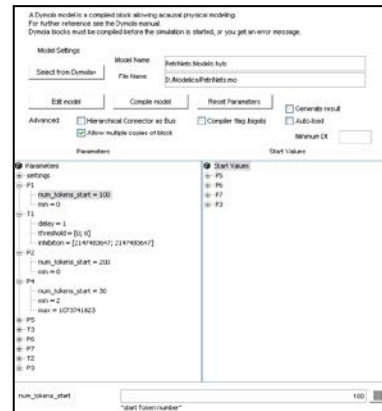 A Dymola model is a compiled block allowing acausal physical modeling.
For further reference see the Dymola manual.
Dymola blocks must be compiled before the simulation is started, or you get an error message.
Model Settings
Model Name
PetriNets.Models.hyb
Select from Dymola>
File Name
D:/Modelica/PetriNets.mo
Edit model
Compile model
Reset Parameters
Generate result
Advanced:
Hierarchical Connector as Bus
Compiler flag /bigobj
Auto-load
Allow multiple copies of block
Minimum Dt
Parameters
Start Values
Parameters
settings
P1
num_tokens_start = 100
min = 0
T1
delay = 1
threshold = [0; 0]
inhibition = [2147483647; 2147483647]
P2
num_tokens_start = 200
min = 0
P4
num_tokens_start = 30
min = 2
max = 1073741823
P5
T3
P6
P7
T2
P3
Start Values
P5
P6
P7
P3
num_tokens_start
100
"start Token number"